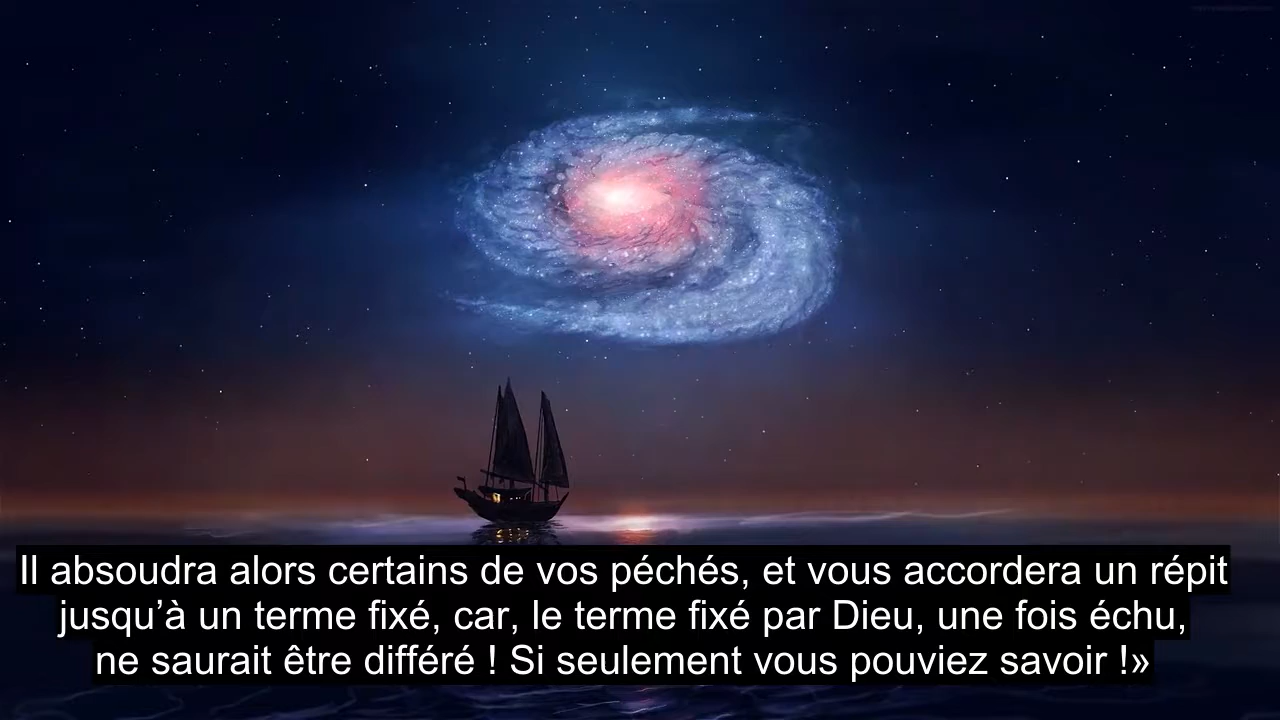 Il absoudra alors certains de vos péchés, et vous accordera un répit
jusqu’à un terme fixé, car, le terme fixé par Dieu, une fois échu,
ne saurait être différé ! Si seulement vous pouviez savoir !»